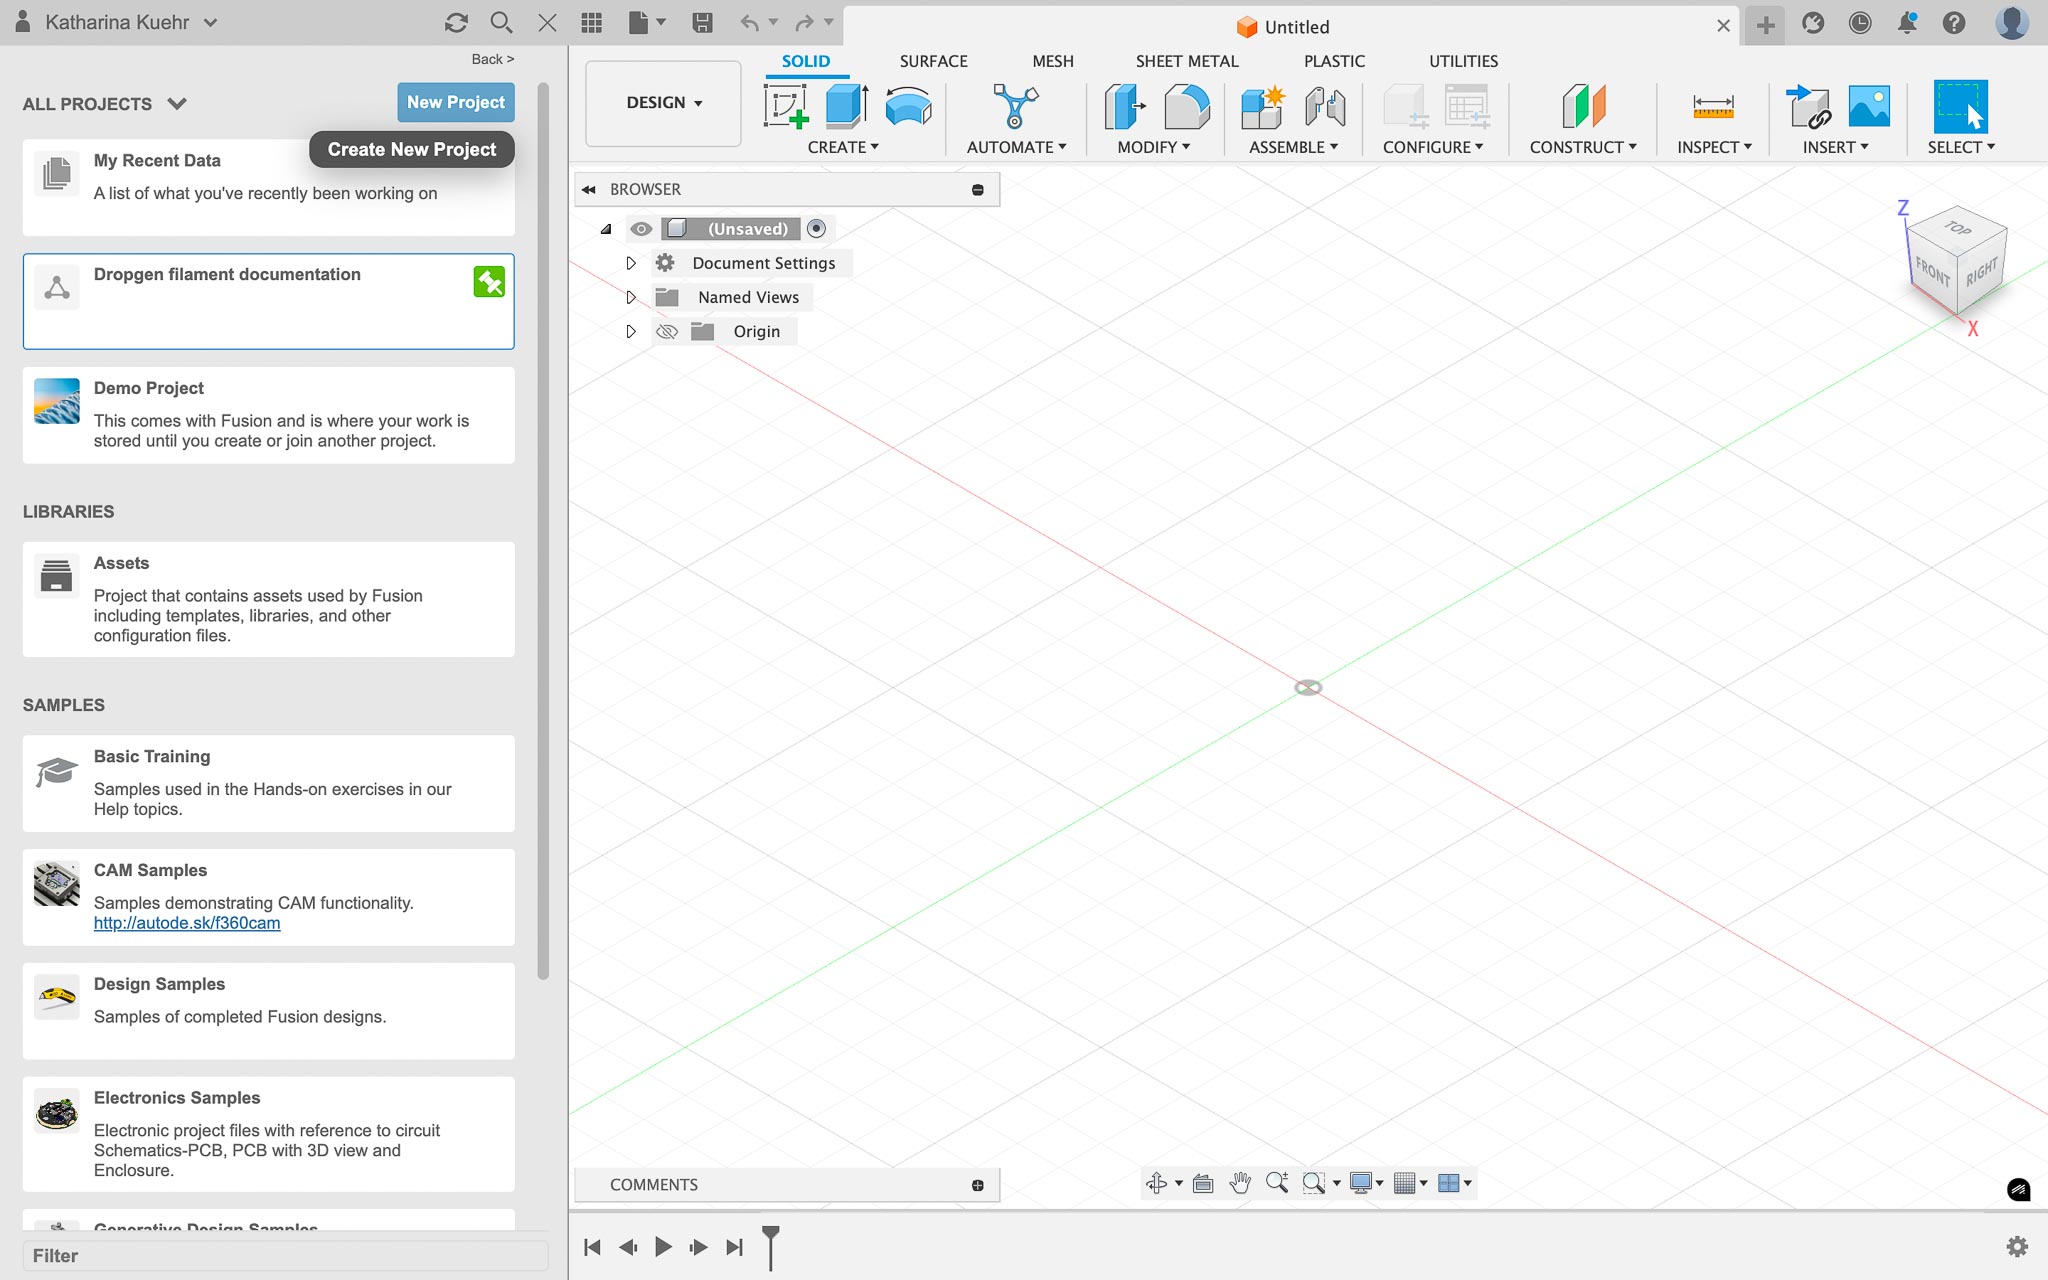 Katharina Kuehr
Untitled
Back >
ALL PROJECTS
New Project
Create New Project
My Recent Data
A list of what you've recently been working on
Dropgen filament documentation
Demo Project
This comes with Fusion and is where your work is
stored until you create or join another project.
LIBRARIES
Assets
Project that contains assets used by Fusion
including templates, libraries, and other
configuration files.
SAMPLES
Basic Training
Samples used in the Hands-on exercises in our
Help topics.
CAM Samples
Samples demonstrating CAM functionality.
http://autode.sk/f360cam
Design Samples
Samples of completed Fusion designs.
Electronics Samples
Electronic project files with reference to circuit
Schematics-PCB, PCB with 3D view and
Enclosure.
Generative Design Samples
Filter
DESIGN
SOLID SURFACE MESH SHEET METAL PLASTIC UTILITIES
CREATE AUTOMATE MODIFY ASSEMBLE CONFIGURE CONSTRUCT INSPECT INSERT SELECT
BROWSER
(Unsaved)
Document Settings
Named Views
Origin
Z
TOP
FRONT RIGHT
X
COMMENTS